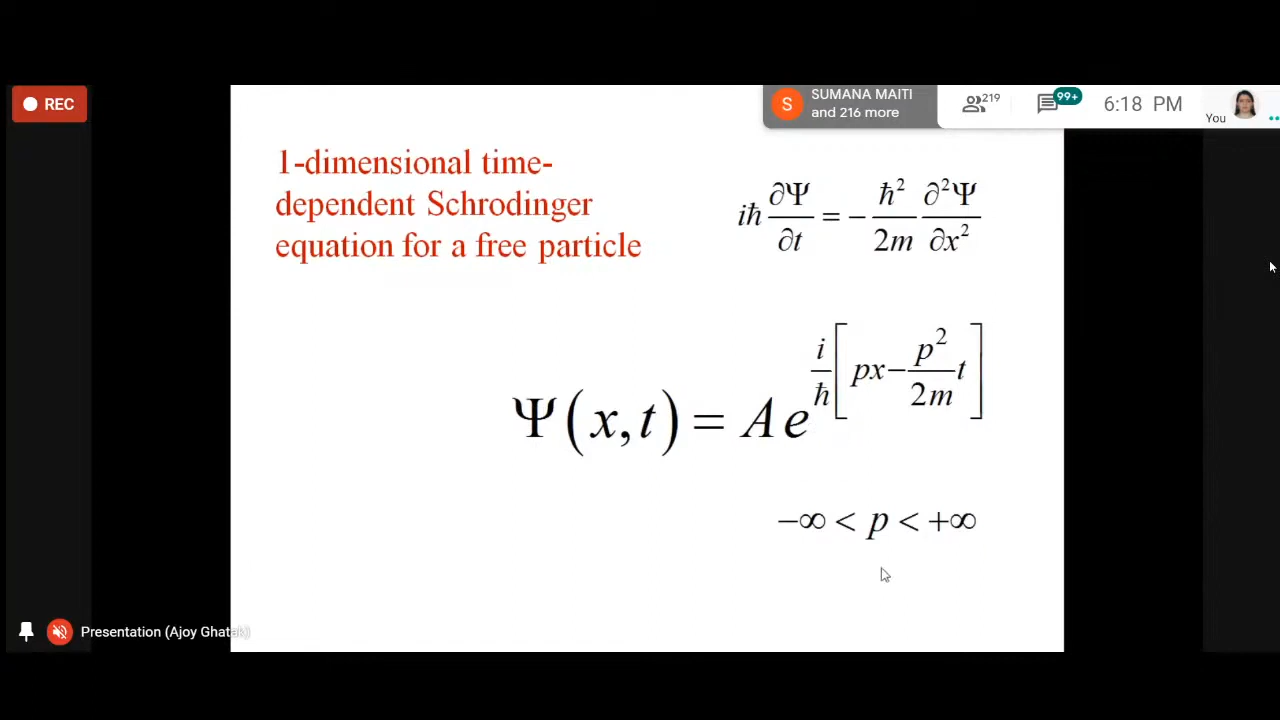 REC
SUMANA MAITI
and 216 more
219
99+
6:18 PM
You
1-dimensional time-
dependent Schrodinger
equation for a free particle
iħ ∂Ψ/∂t = − ħ²/2m ∂²Ψ/∂x²
Ψ(x,t) = A e^{i/ħ [px − p²/2m t]}
−∞ < p < +∞
Presentation (Ajoy Ghatak)
S